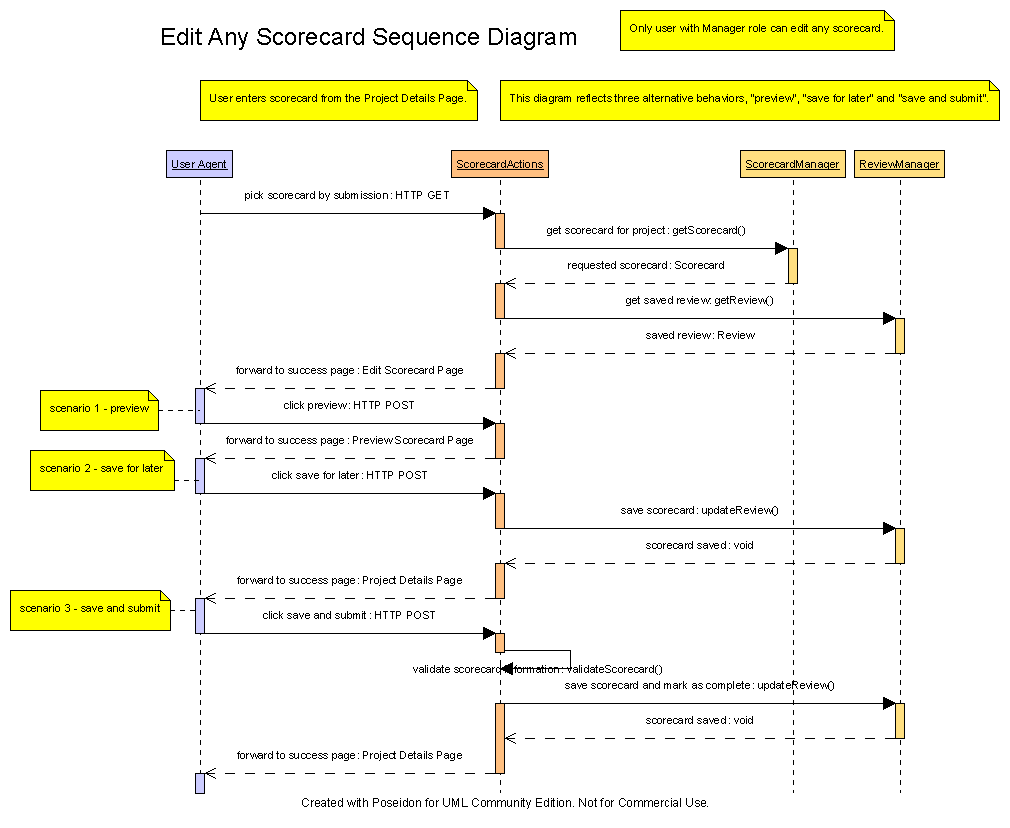 Edit Any Scorecard Sequence Diagram
Only user with Manager role can edit any scorecard.
User enters scorecard from the Project Details Page.
This diagram reflects three alternative behaviors, "preview", "save for later" and "save and submit".
User Agent
ScorecardActions
ScorecardManager
ReviewManager
pick scorecard by submission : HTTP GET
get scorecard for project : getScorecard()
requested scorecard : Scorecard
get saved review : getReview()
saved review : Review
forward to success page : Edit Scorecard Page
scenario 1 - preview
click preview : HTTP POST
forward to success page : Preview Scorecard Page
scenario 2 - save for later
click save for later : HTTP POST
save scorecard : updateReview()
scorecard saved : void
forward to success page : Project Details Page
scenario 3 - save and submit
click save and submit : HTTP POST
validate scorecard information : validateScorecard()
save scorecard and mark as complete : updateReview()
scorecard saved : void
forward to success page : Project Details Page
Created with Poseidon for UML Community Edition. Not for Commercial Use.